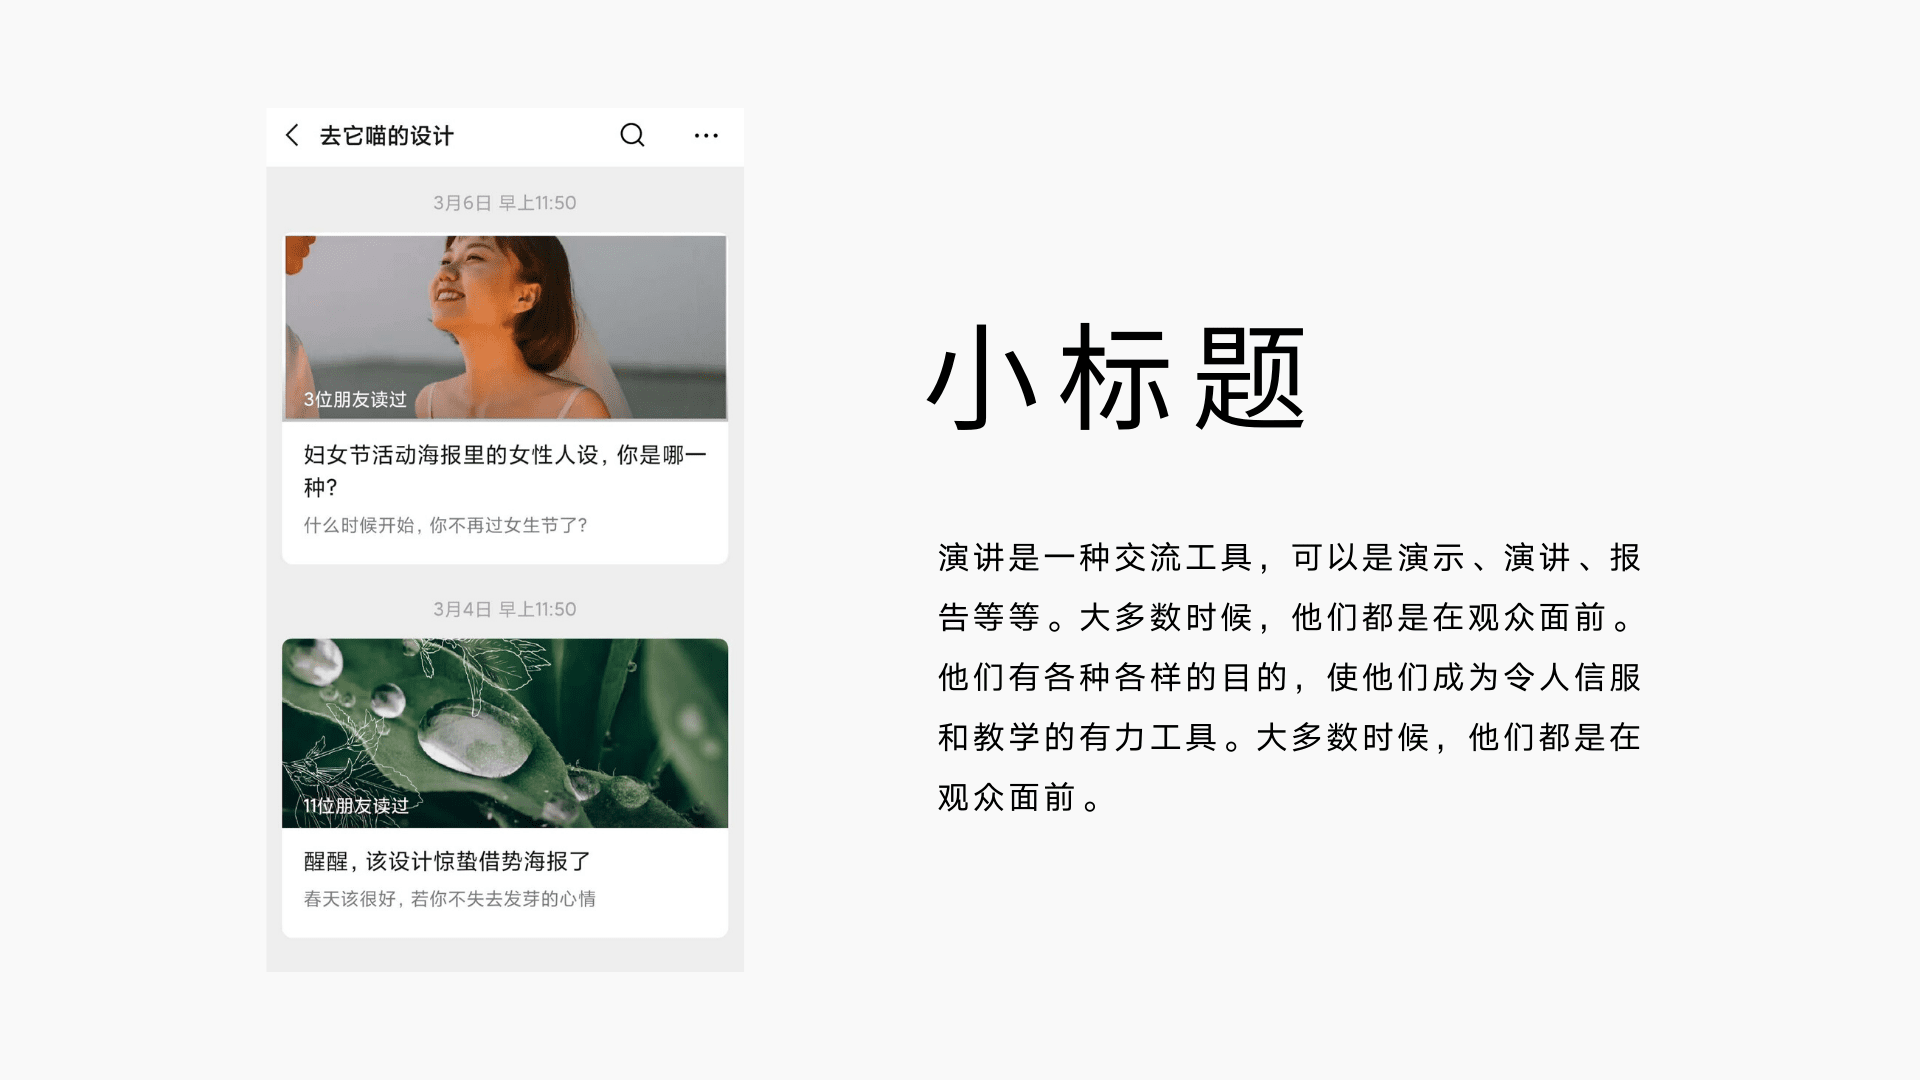 去它喵的设计
3月6日 早上11:50
3位朋友读过
妇女节活动海报里的女性人设，你是哪一
种？
什么时候开始，你不再过女生节了？
3月4日 早上11:50
11位朋友读过
醒醒，该设计惊蛰借势海报了
春天该很好，若你不失去发芽的心情
小标题
演讲是一种交流工具，可以是演示、演讲、报
告等等。大多数时候，他们都是在观众面前。
他们有各种各样的目的，使他们成为令人信服
和教学的有力工具。大多数时候，他们都是在
观众面前。